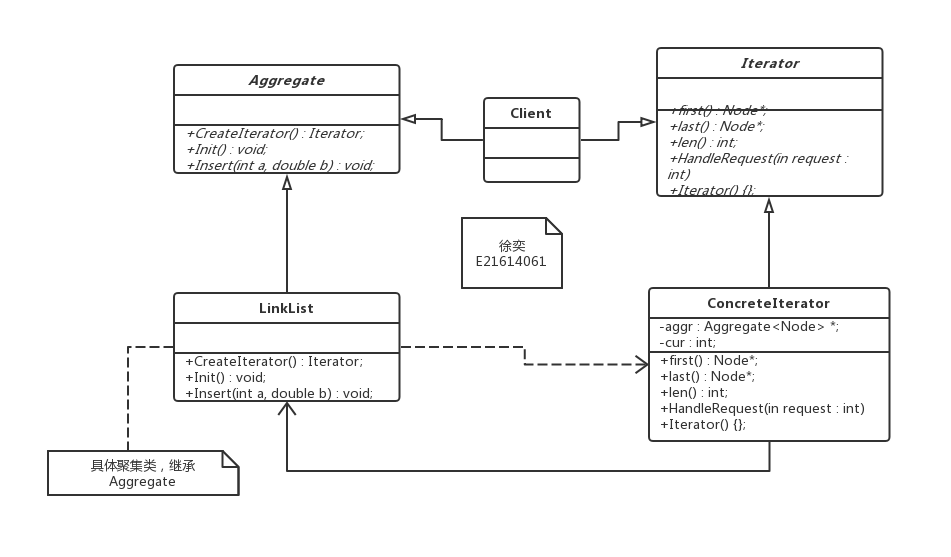 Aggregate
+CreateIterator() : Iterator;
+Init() : void;
+Insert(int a, double b) : void;
Client
Iterator
+first() : Node*;
+last() : Node*;
+len() : int;
+HandleRequest(in request :
int)
+Iterator() {};
徐奕
E21614061
LinkList
+CreateIterator() : Iterator;
+Init() : void;
+Insert(int a, double b) : void;
ConcreteIterator
-aggr : Aggregate<Node> *;
-cur : int;
+first() : Node*;
+last() : Node*;
+len() : int;
+HandleRequest(in request : int)
+Iterator() {};
具体聚集类，继承
Aggregate